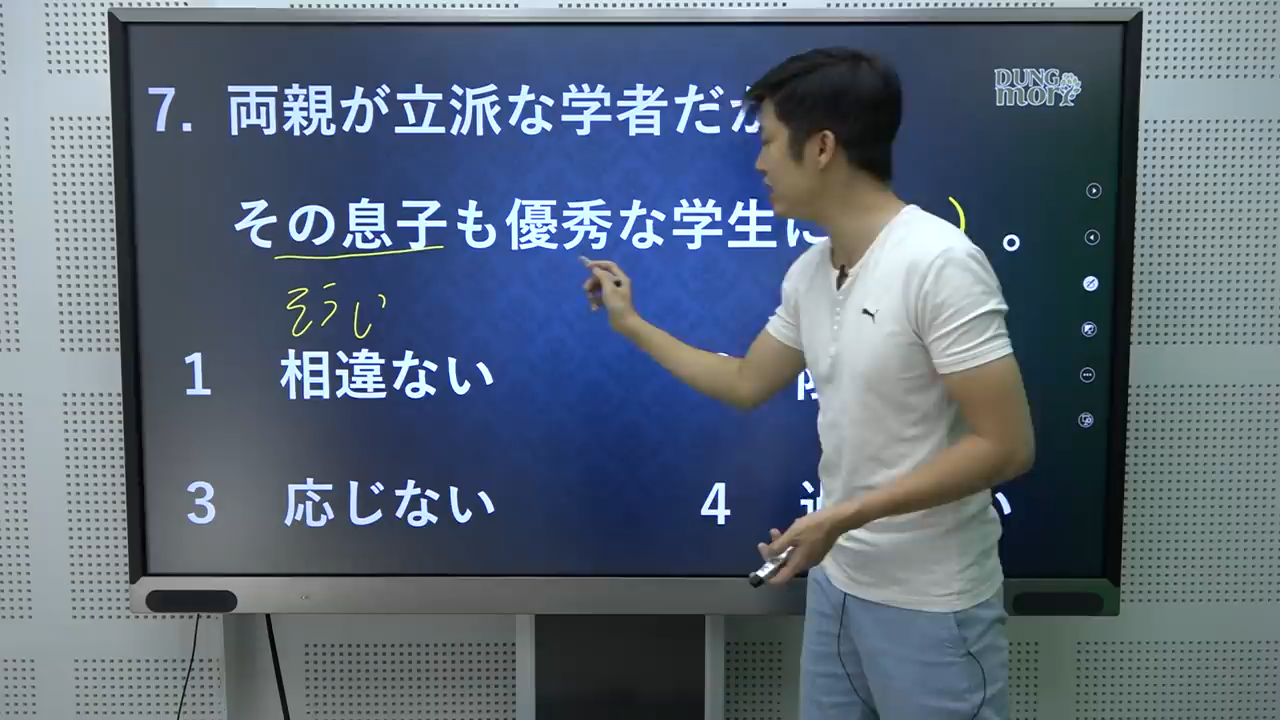 DUNG
mori
7. 両親が立派な学者だ
その息子も優秀な学生に 。
そうい
1 相違ない
3 応じない
4